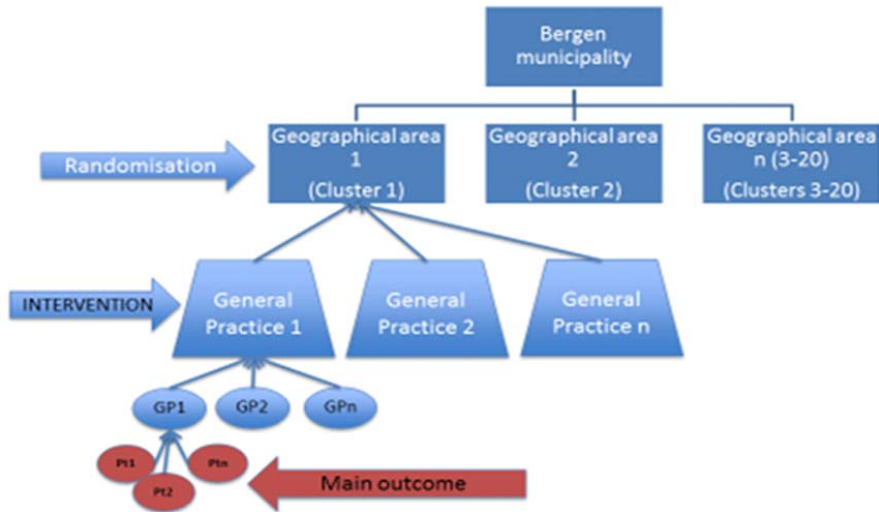 Bergen
municipality
Geographical area
1
(Cluster 1)
Geographical area
2
(Cluster 2)
Geographical area
n (3-20)
(Clusters 3-20)
Randomisation
INTERVENTION
General
Practice 1
General
Practice 2
General
Practice n
GP1
GP2
GPn
Pt1
Pt2
Ptn
Main outcome